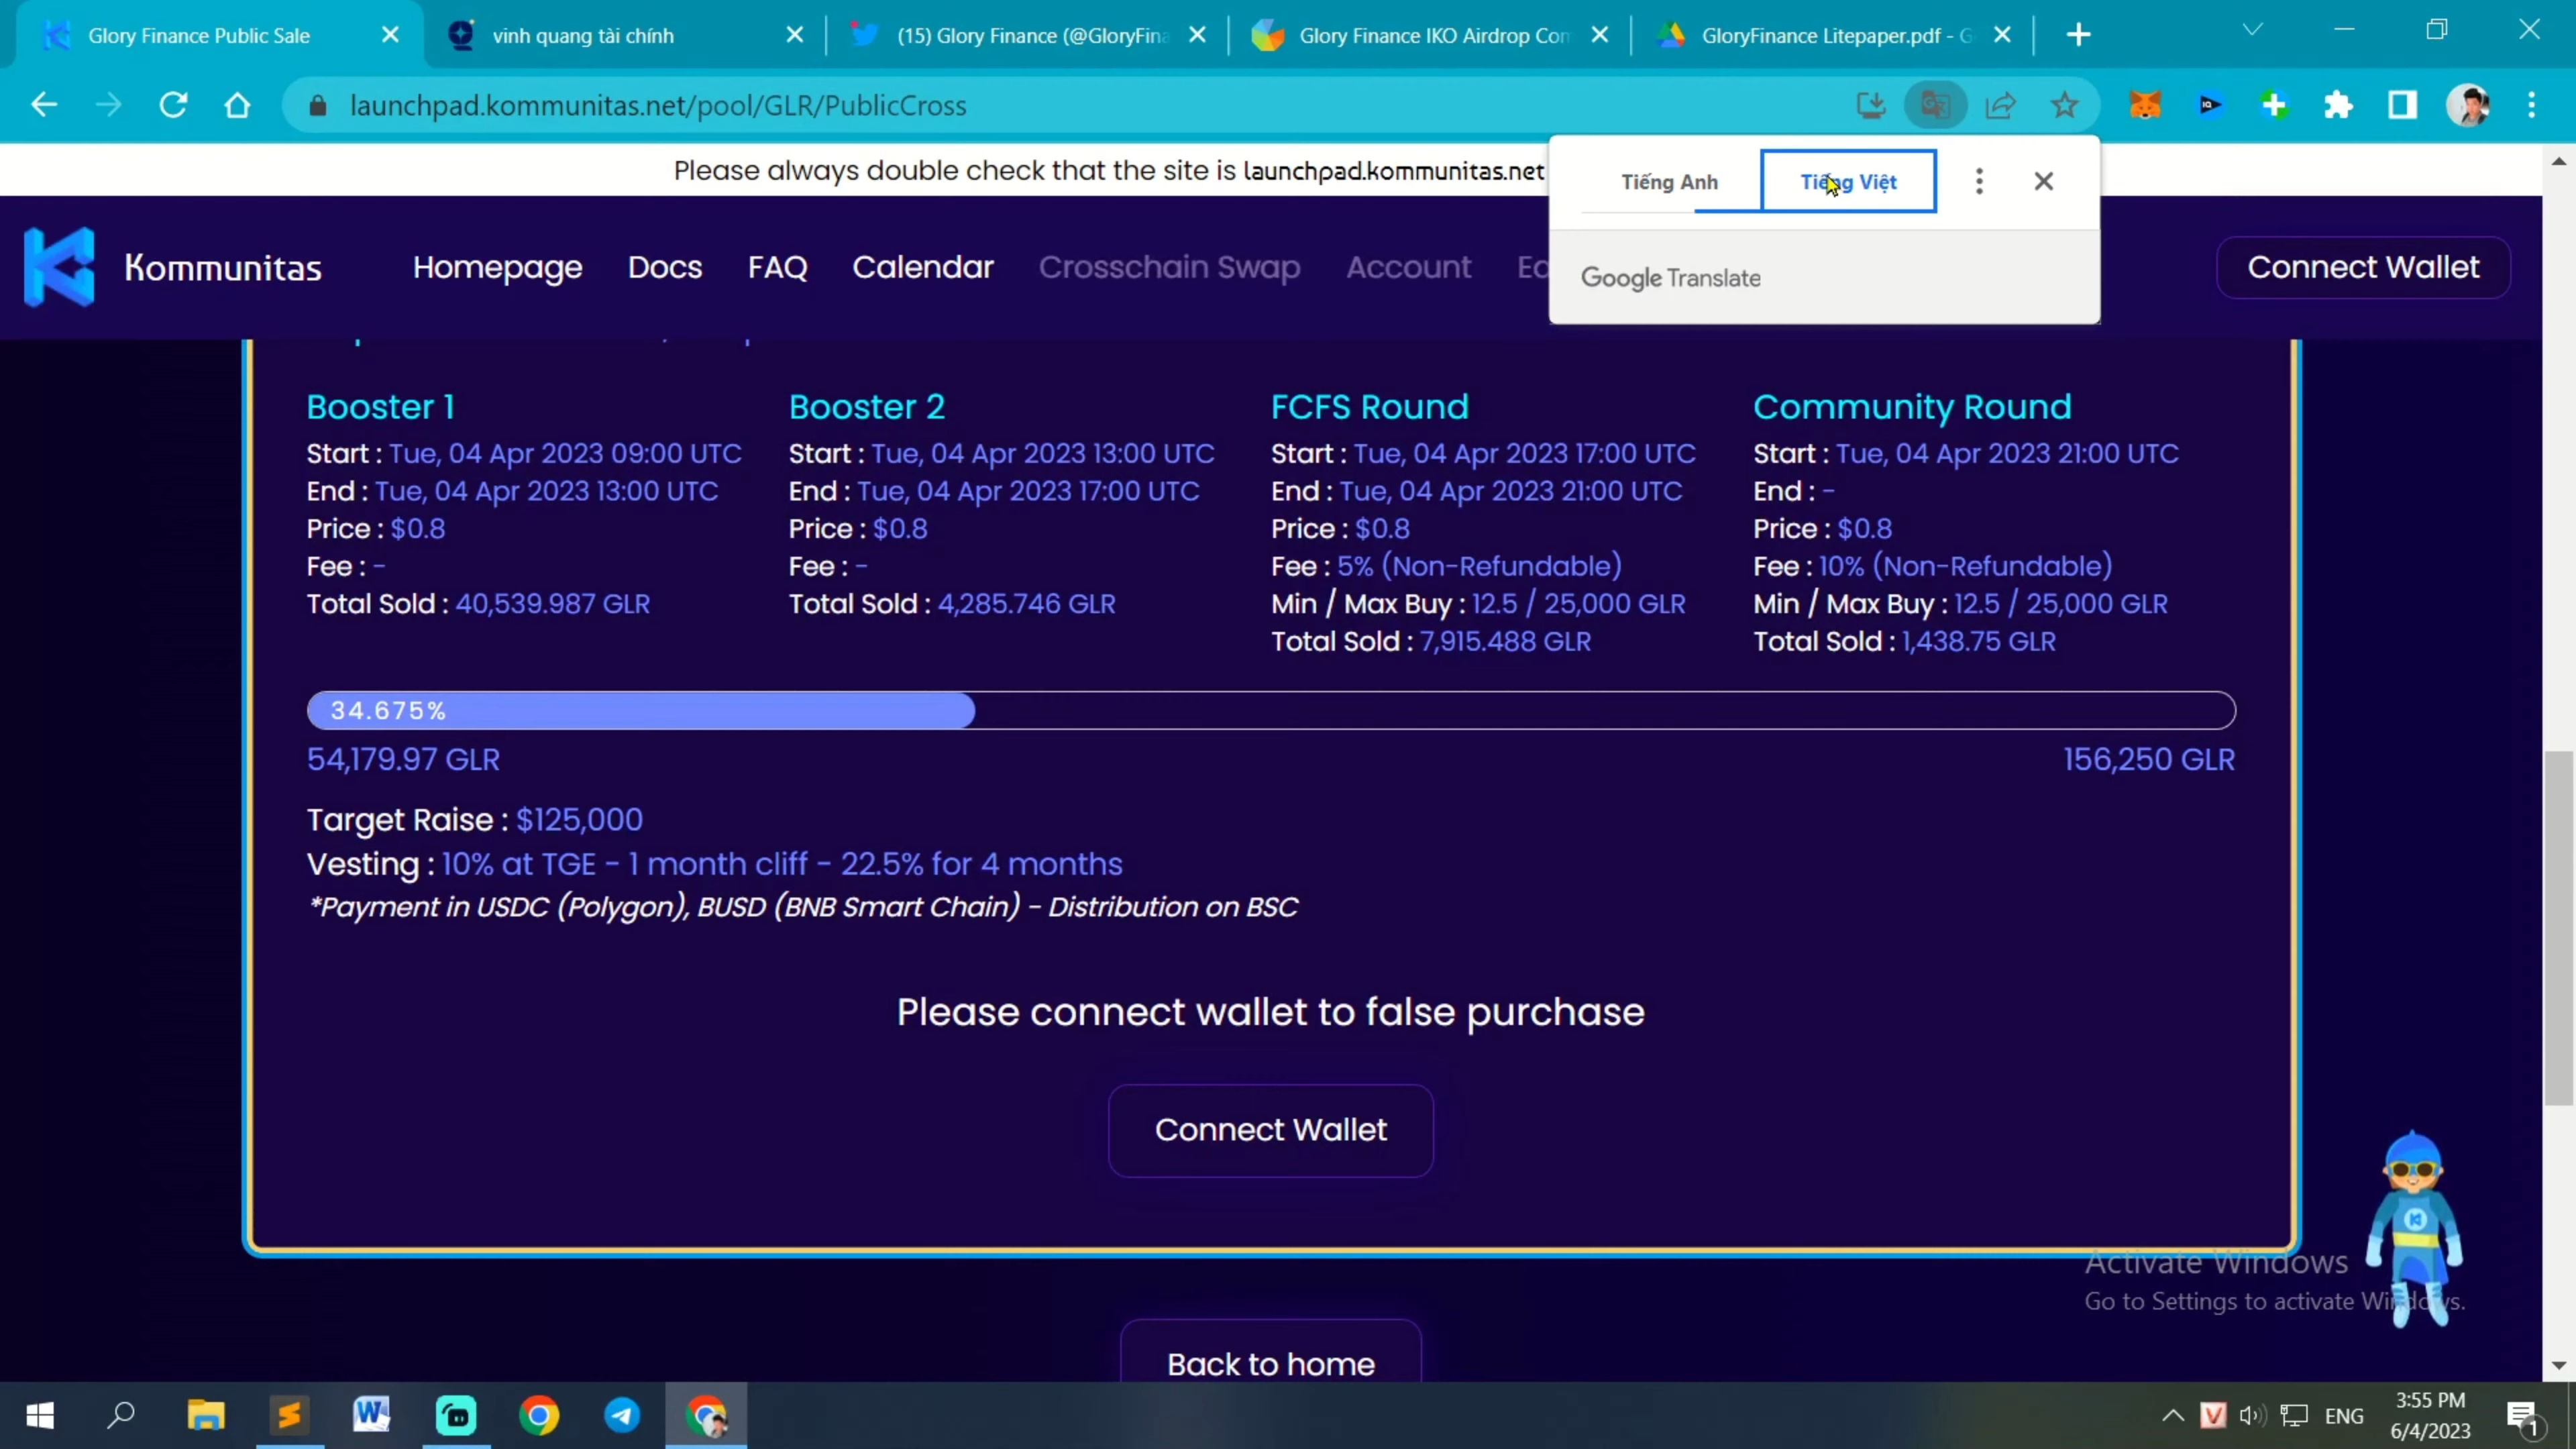 Glory Finance Public Sale
vinh quang tài chính
(15) Glory Finance (@GloryFina
Glory Finance IKO Airdrop Con
GloryFinance Litepaper.pdf - G
launchpad.kommunitas.net/pool/GLR/PublicCross
Please always double check that the site is launchpad.kommunitas.net
Tiếng Anh
Tiếng Việt
Google Translate
Kommunitas
Homepage
Docs
FAQ
Calendar
Crosschain Swap
Account
Connect Wallet
Booster 1
Start : Tue, 04 Apr 2023 09:00 UTC
End : Tue, 04 Apr 2023 13:00 UTC
Price : $0.8
Fee : -
Total Sold : 40,539.987 GLR
Booster 2
Start : Tue, 04 Apr 2023 13:00 UTC
End : Tue, 04 Apr 2023 17:00 UTC
Price : $0.8
Fee : -
Total Sold : 4,285.746 GLR
FCFS Round
Start : Tue, 04 Apr 2023 17:00 UTC
End : Tue, 04 Apr 2023 21:00 UTC
Price : $0.8
Fee : 5% (Non-Refundable)
Min / Max Buy : 12.5 / 25,000 GLR
Total Sold : 7,915.488 GLR
Community Round
Start : Tue, 04 Apr 2023 21:00 UTC
End : -
Price : $0.8
Fee : 10% (Non-Refundable)
Min / Max Buy : 12.5 / 25,000 GLR
Total Sold : 1,438.75 GLR
34.675%
54,179.97 GLR
156,250 GLR
Target Raise : $125,000
Vesting : 10% at TGE - 1 month cliff - 22.5% for 4 months
*Payment in USDC (Polygon), BUSD (BNB Smart Chain) - Distribution on BSC
Please connect wallet to false purchase
Connect Wallet
Back to home
Activate Windows
Go to Settings to activate Windows.
ENG
3:55 PM
6/4/2023
1